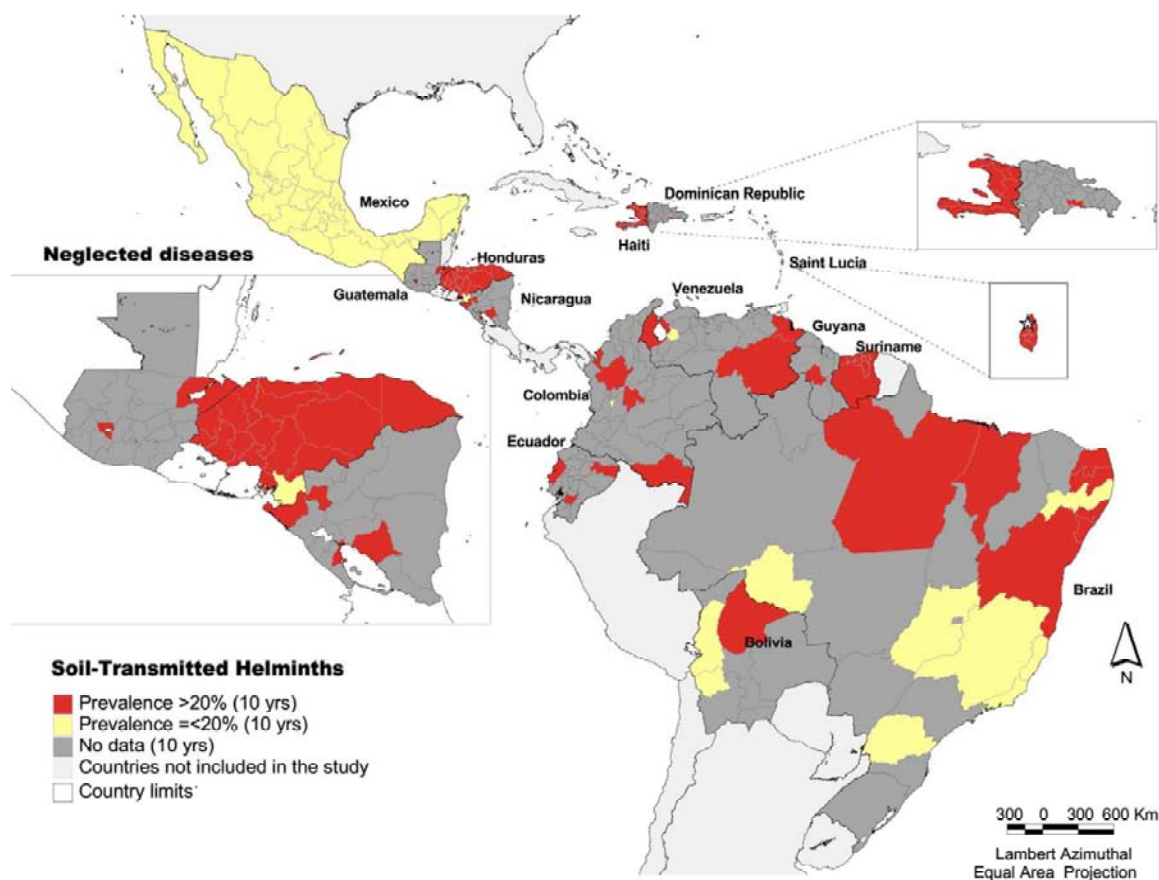 Mexico
Dominican Republic
Haiti
Neglected diseases
Honduras
Saint Lucia
Guatemala
Nicaragua
Venezuela
Guyana
Suriname
Colombia
Ecuador
Brazil
Bolivia
N
Soil-Transmitted Helminths
Prevalence >20% (10 yrs)
Prevalence =<20% (10 yrs)
No data (10 yrs)
Countries not included in the study
Country limits
300 0 300 600 Km
Lambert Azimuthal
Equal Area Projection